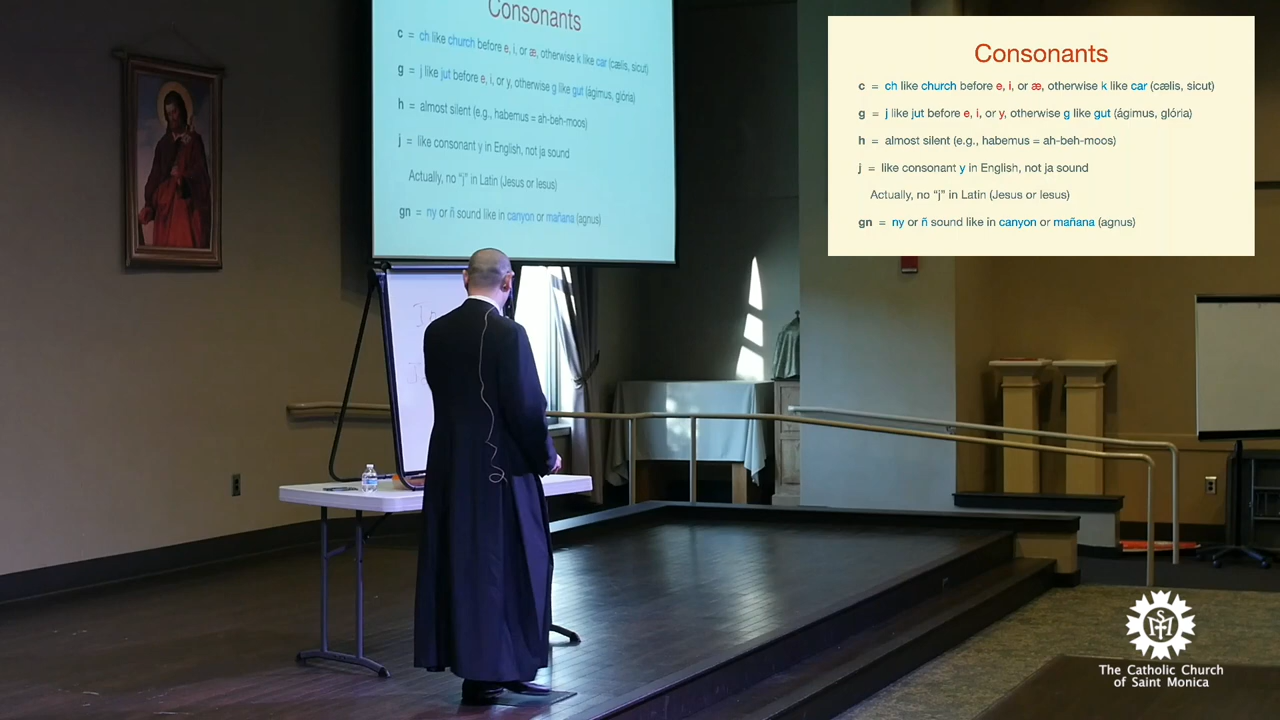 Consonants
c = ch like church before e, i, or æ, otherwise k like car (cælis, sicut)
g = j like jut before e, i, or y, otherwise g like gut (ágimus, glória)
h = almost silent (e.g., habemus = ah-beh-moos)
j = like consonant y in English, not ja sound
Actually, no “j” in Latin (Jesus or Iesus)
gn = ny or ñ sound like in canyon or mañana (agnus)
Consonants
c = ch like church before e, i, or æ, otherwise k like car (cælis, sicut)
g = j like jut before e, i, or y, otherwise g like gut (ágimus, glória)
h = almost silent (e.g., habemus = ah-beh-moos)
j = like consonant y in English, not ja sound
Actually, no “j” in Latin (Jesus or Iesus)
gn = ny or ñ sound like in canyon or mañana (agnus)
The Catholic Church
of Saint Monica